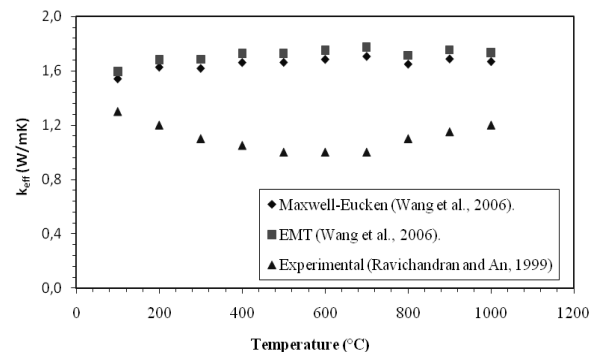 2,0
1,6
1,2
0,8
0,4
0,0
k_eff (W/mK)
Maxwell-Eucken (Wang et al., 2006).
EMT (Wang et al., 2006).
Experimental (Ravichandran and An, 1999)
0 200 400 600 800 1000 1200
Temperature (°C)